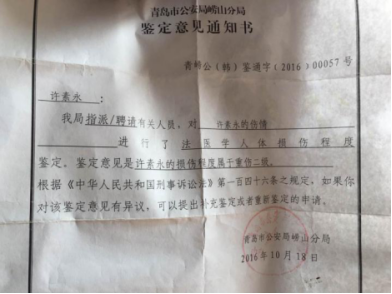 青岛市公安局崂山分局
鉴定意见通知书
青崂公（韩）鉴通字〔2016〕00057 号
许素永 ：
我局指派/聘请有关人员，对 许素永的伤情
进行了法医学人体损伤程度
鉴定。鉴定意见是许素永的损伤程度属于重伤二级。
根据《中华人民共和国刑事诉讼法》第一百四十六条之规定，如果你
对该鉴定意见有异议，可以提出补充鉴定或者重新鉴定的申请。
青岛市公安局崂山分局
2016年10月18日